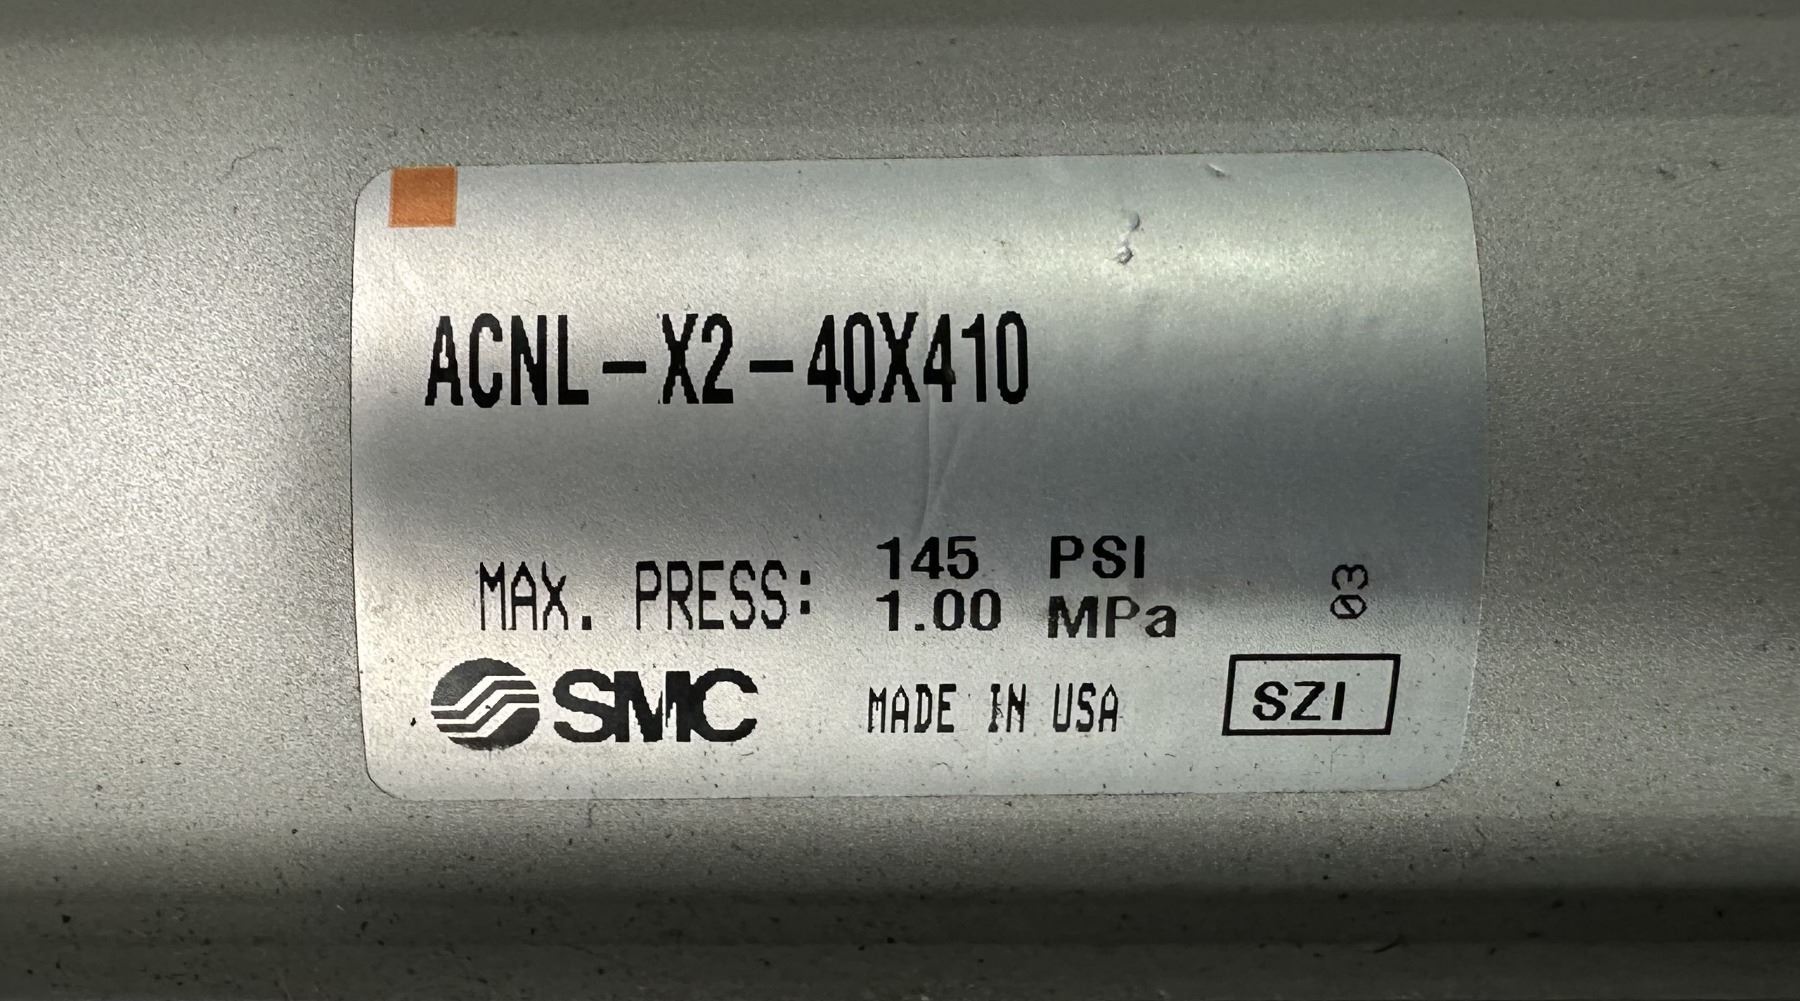 ACNL-X2-40X410
MAX. PRESS: 145 PSI
1.00 MPa
03
SMC MADE IN USA SZI